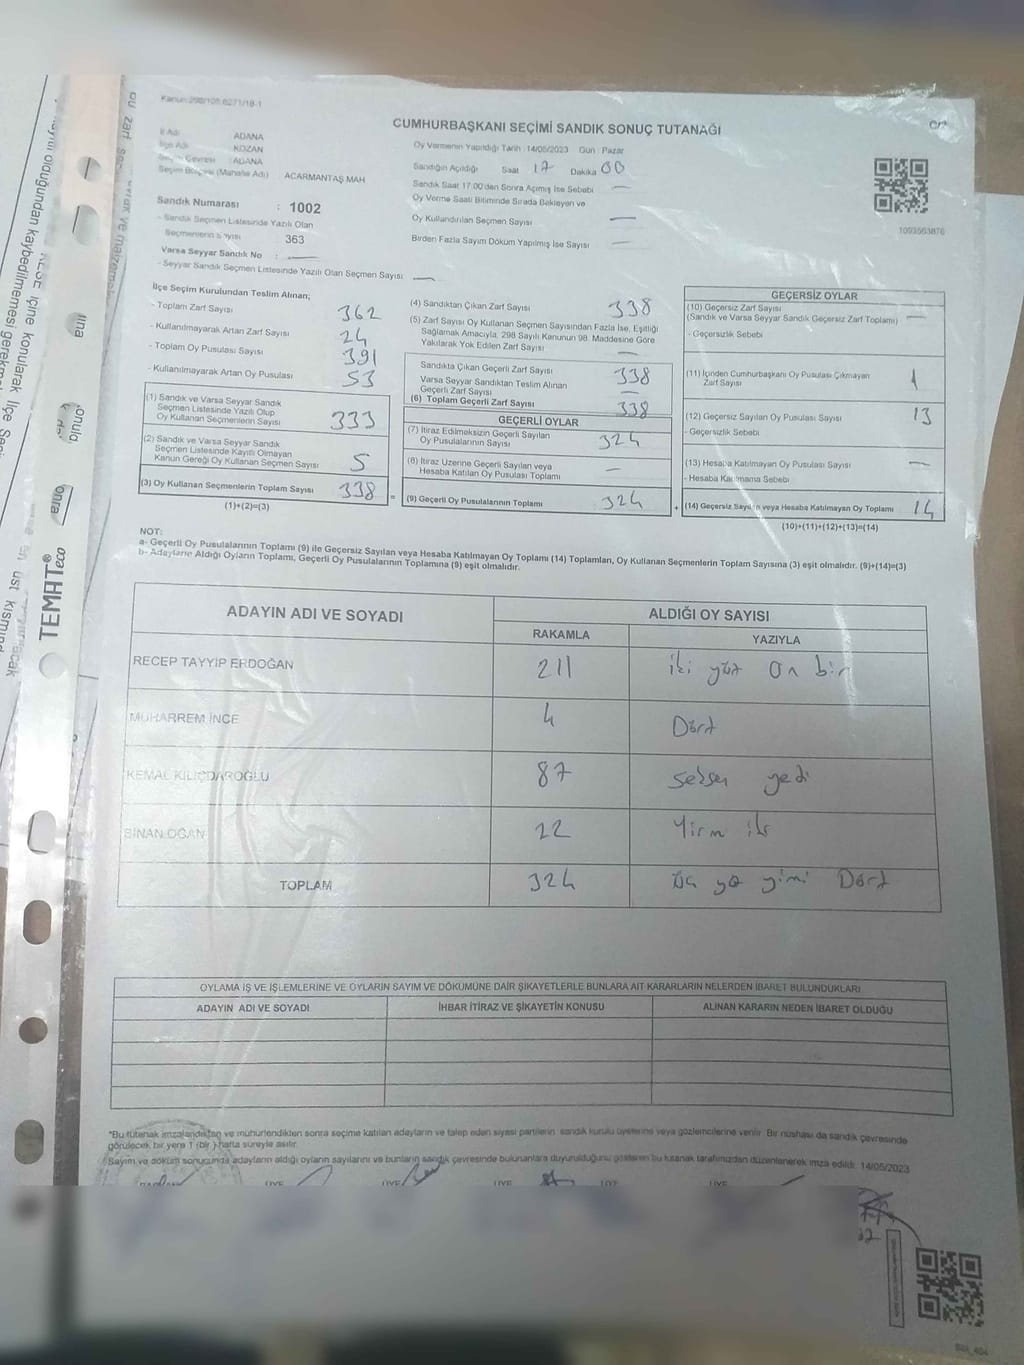 Kanun:298/105 6271/18-1
CUMHURBAŞKANI SEÇİMİ SANDIK SONUÇ TUTANAĞI
İl Adı ADANA
İlçe Adı KOZAN
Seçim Çevresi : ADANA
Seçim Bölgesi (Mahalle Adı) ACARMANTAŞ MAH
Sandık Numarası : 1002
- Sandık Seçmen Listesinde Yazılı Olan
Seçmenlerin Sayısı 363
Varsa Seyyar Sandık No : —
- Seyyar Sandık Seçmen Listesinde Yazılı Olan Seçmen Sayısı: —
Oy Vermenin Yapıldığı Tarih : 14/05/2023 Gün : Pazar
Sandığın Açıldığı Saat 17 Dakika 00
Sandık Saat 17:00'den Sonra Açımış İse Sebebi —
Oy Verme Saati Bitiminde Sırada Bekleyen ve
Oy Kullandırılan Seçmen Sayısı —
Birden Fazla Sayım Döküm Yapılmış İse Sayısı —
1093563876
İlçe Seçim Kurulundan Teslim Alınan;
- Toplam Zarf Sayısı 362
- Kullanılmayarak Artan Zarf Sayısı 24
- Toplam Oy Pusulası Sayısı 391
- Kullanılmayarak Artan Oy Pusulası 53
(1) Sandık ve Varsa Seyyar Sandık
Seçmen Listesinde Yazılı Olup
Oy Kullanan Seçmenlerin Sayısı 333
(2) Sandık ve Varsa Seyyar Sandık
Seçmen Listesinde Kayıtlı Olmayan
Kanun Gereği Oy Kullanan Seçmen Sayısı 5
(3) Oy Kullanan Seçmenlerin Toplam Sayısı 338 =
(1)+(2)=(3)
(4) Sandıktan Çıkan Zarf Sayısı 338
(5) Zarf Sayısı Oy Kullanan Seçmen Sayısından Fazla İse, Eşitliği
Sağlamak Amacıyla, 298 Sayılı Kanunun 98. Maddesine Göre
Yakılarak Yok Edilen Zarf Sayısı —
Sandıkta Çıkan Geçerli Zarf Sayısı 338
Varsa Seyyar Sandıktan Teslim Alınan
Geçerli Zarf Sayısı —
(6) Toplam Geçerli Zarf Sayısı 338
GEÇERLİ OYLAR
(7) İtiraz Edilmeksizin Geçerli Sayılan
Oy Pusulalarının Sayısı 324
(8) İtiraz Üzerine Geçerli Sayılan veya
Hesaba Katılan Oy Pusulası Toplamı —
(9) Geçerli Oy Pusulalarının Toplamı 324 +
GEÇERSİZ OYLAR
(10) Geçersiz Zarf Sayısı
(Sandık ve Varsa Seyyar Sandık Geçersiz Zarf Toplamı) —
- Geçersizlik Sebebi
(11) İçinden Cumhurbaşkanı Oy Pusulası Çıkmayan
Zarf Sayısı 1
(12) Geçersiz Sayılan Oy Pusulası Sayısı 13
- Geçersizlik Sebebi
(13) Hesaba Katılmayan Oy Pusulası Sayısı —
- Hesaba Katılmama Sebebi
(14) Geçersiz Sayılan veya Hesaba Katılmayan Oy Toplamı 14
(10)+(11)+(12)+(13)=(14)
NOT:
a- Geçerli Oy Pusulalarının Toplamı (9) ile Geçersiz Sayılan veya Hesaba Katılmayan Oy Toplamı (14) Toplamları, Oy Kullanan Seçmenlerin Toplam Sayısına (3) eşit olmalıdır. (9)+(14)=(3)
b- Adayların Aldığı Oyların Toplamı, Geçerli Oy Pusulalarının Toplamına (9) eşit olmalıdır.
ADAYIN ADI VE SOYADI
ALDIĞI OY SAYISI
RAKAMLA YAZIYLA
RECEP TAYYİP ERDOĞAN 211 iki yüz on bir
MUHARREM İNCE 4 Dört
KEMAL KILIÇDAROĞLU 87 seksen yedi
SİNAN OĞAN 22 Yirm iki
TOPLAM 324 üç yü yimi Dört
OYLAMA İŞ VE İŞLEMLERİNE VE OYLARIN SAYIM VE DÖKÜMÜNE DAİR ŞİKAYETLERLE BUNLARA AİT KARARLARIN NELERDEN İBARET BULUNDUKLARI
ADAYIN ADI VE SOYADI İHBAR İTİRAZ VE ŞİKAYETİN KONUSU ALINAN KARARIN NEDEN İBARET OLDUĞU
*Bu tutanak imzalandıktan ve mühürlendikten sonra seçime katılan adayların ve talep eden siyasi partilerin sandık kurulu üyelerine veya gözlemcilerine verilir. Bir nüshası da sandık çevresinde
görülecek bir yere 1 (bir) hafta süreyle asılır.
Sayım ve döküm sonucunda adayların aldığı oyların sayılarını ve bunların sandık çevresinde bulunanlara duyurulduğunu gösteren bu tutanak tarafımızdan düzenlenerek imza edildi. 14/05/2023
ÜYE ÜYE ÜYE ÜYE ÜYE
TEMAT® eco